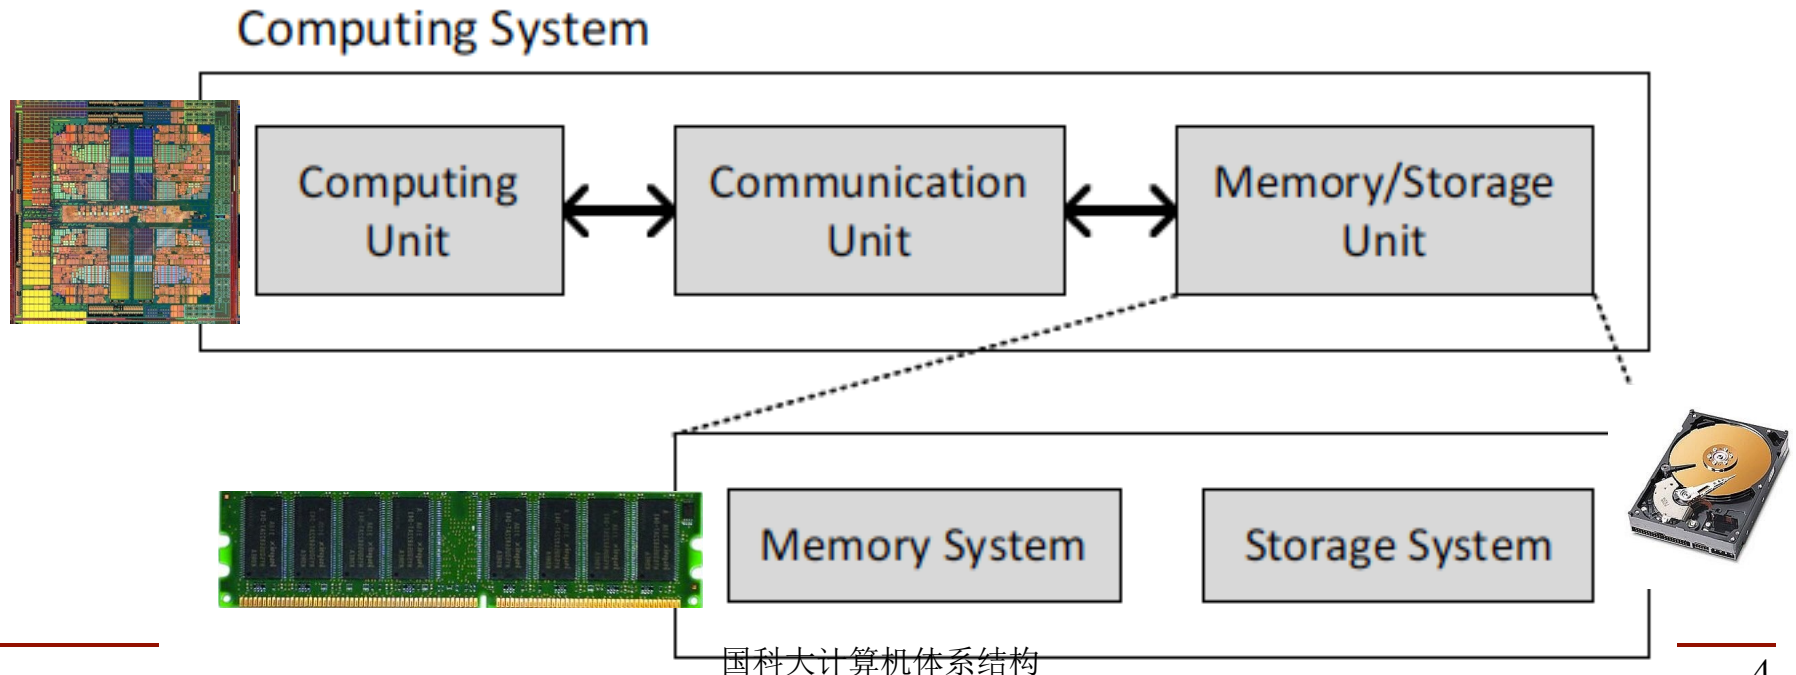 Computing System
Computing
Unit
Communication
Unit
Memory/Storage
Unit
Memory System
Storage System
国科大计算机体系结构
4